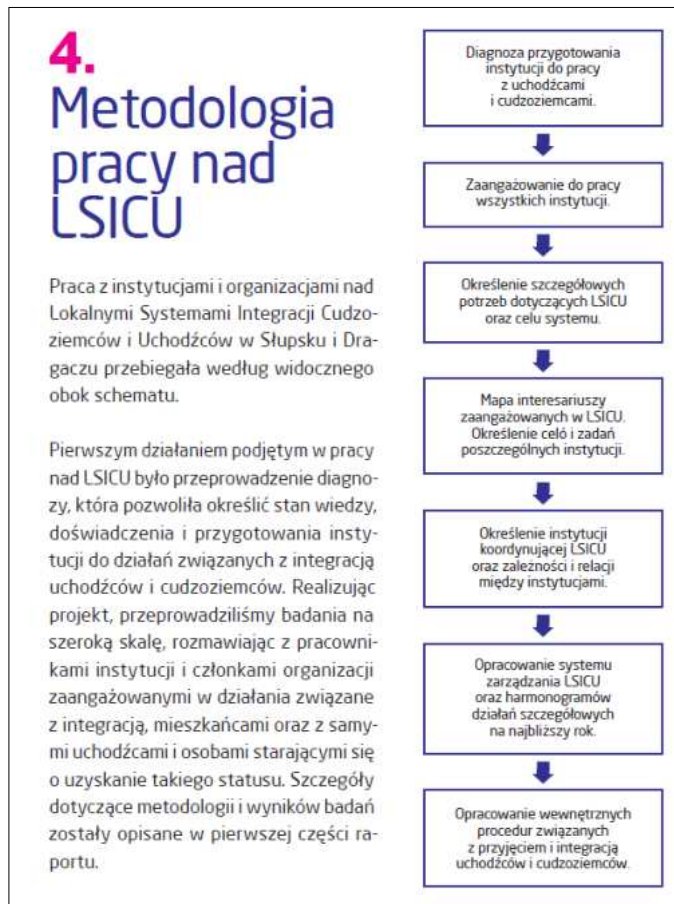 4.
Metodologia
pracy nad
LSICU
Praca z instytucjami i organizacjami nad
Lokalnymi Systemami Integracji Cudzo-
ziemców i Uchodźców w Słupsku i Dra-
gaczu przebiegała według widocznego
obok schematu.
Pierwszym działaniem podjętym w pracy
nad LSICU było przeprowadzenie diagno-
zy, która pozwoliła określić stan wiedzy,
doświadczenia i przygotowania insty-
tucji do działań związanych z integracją
uchodźców i cudzoziemców. Realizując
projekt, przeprowadziliśmy badania na
szeroką skalę, rozmawiając z pracowni-
kami instytucji i członkami organizacji
zaangażowanymi w działania związane
z integracją, mieszkańcami oraz z samy-
mi uchodźcami i osobami starającymi się
o uzyskanie takiego statusu. Szczegóły
dotyczące metodologii i wyników badań
zostały opisane w pierwszej części ra-
portu.
Diagnoza przygotowania
instytucji do pracy
z uchodźcami
i cudzoziemcami.
Zaangażowanie do pracy
wszystkich instytucji.
Określenie szczegółowych
potrzeb dotyczących LSICU
oraz celu systemu.
Mapa interesariuszy
zaangażowanych w LSICU.
Określenie celó i zadań
poszczególnych instytucji.
Określenie instytucji
koordynującej LSICU
oraz zależności i relacji
między instytucjami.
Opracowanie systemu
zarządzania LSICU
oraz harmonogramów
działań szczegółowych
na najbliższy rok.
Opracowanie wewnętrznych
procedur związanych
z przyjęciem i integracją
uchodźców i cudzoziemców.